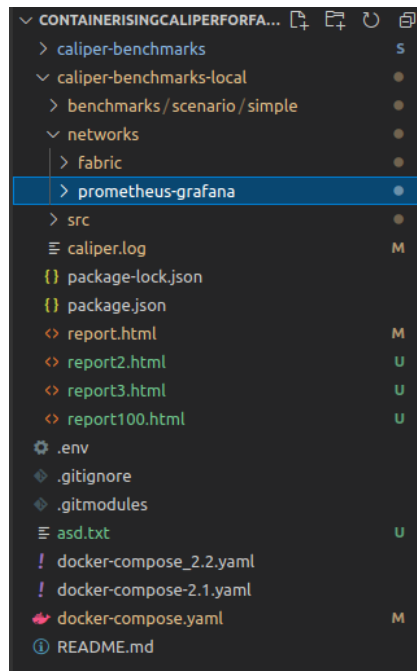 CONTAINERISINGCALIPERFORFA...
caliper-benchmarks S
caliper-benchmarks-local
benchmarks/scenario/simple
networks
fabric
prometheus-grafana
src
caliper.log M
{} package-lock.json
{} package.json
<> report.html M
<> report2.html U
<> report3.html U
<> report100.html U
.env
.gitignore
.gitmodules
asd.txt U
! docker-compose_2.2.yaml
! docker-compose-2.1.yaml
docker-compose.yaml M
README.md